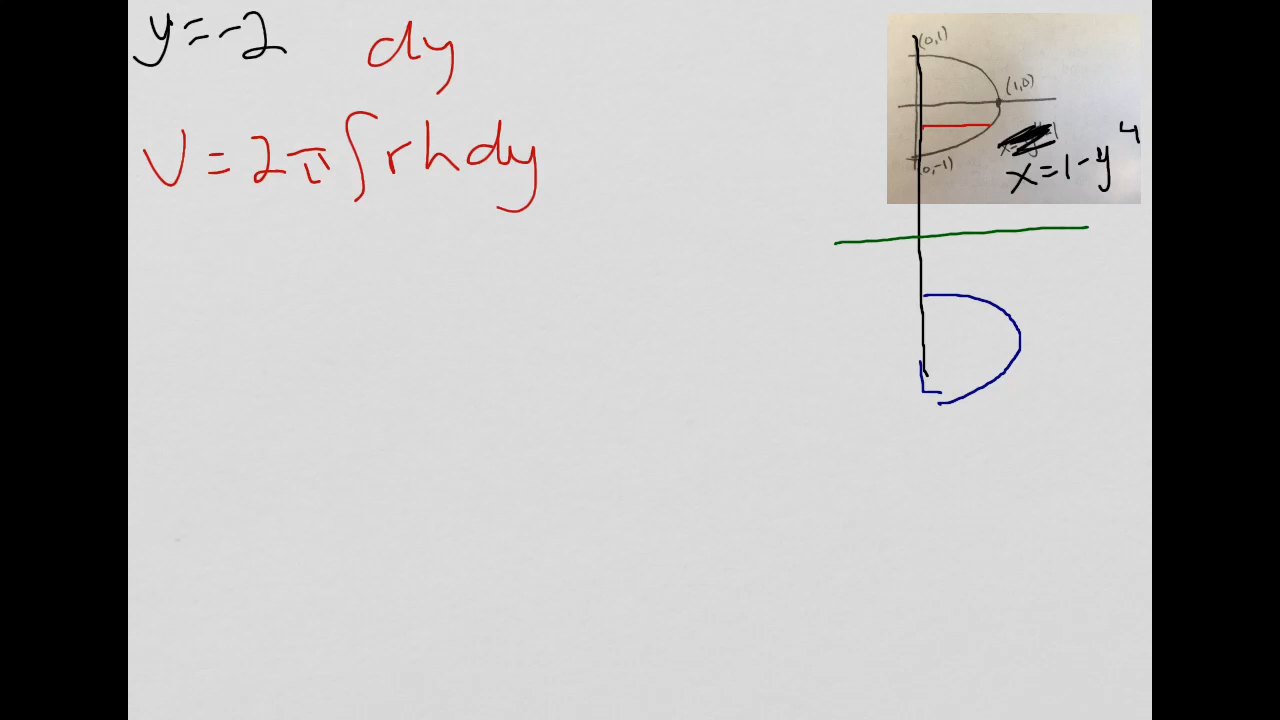 y=-2
dy
V = 2π∫rhdy
(0,1)
(1,0)
(0,-1)
x=1-y⁴